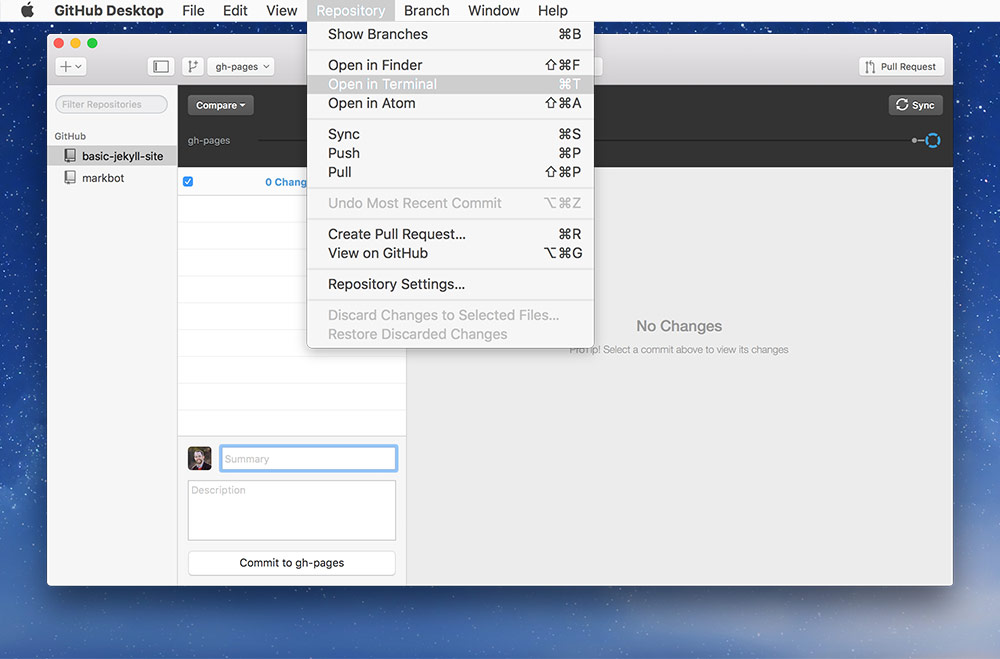 GitHub Desktop File Edit View Repository Branch Window Help
Show Branches ⌘B
Open in Finder ⇧⌘F
Open in Terminal ⌘T
Open in Atom ⇧⌘A
Sync ⌘S
Push ⌘P
Pull ⇧⌘P
Undo Most Recent Commit ⌥⌘Z
Create Pull Request... ⌘R
View on GitHub ⌥⌘G
Repository Settings...
Discard Changes to Selected Files...
Restore Discarded Changes
gh-pages
Pull Request
Filter Repositories
GitHub
basic-jekyll-site
markbot
Compare
Sync
gh-pages
0 Chang
No Changes
ProTip! Select a commit above to view its changes
Summary
Description
Commit to gh-pages